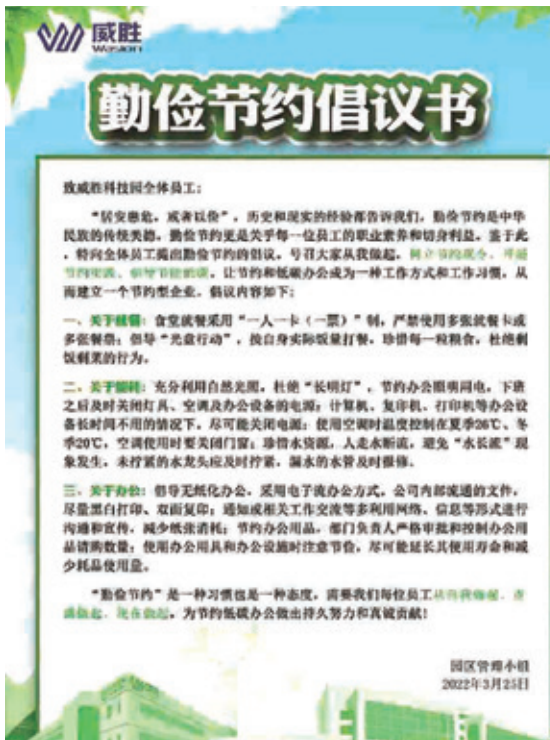 威胜
Wasion
勤俭节约倡议书
致威胜科技园全体员工：
“居安思危，戒奢以俭”，历史和现实的经验都告诉我们，勤俭节约是中华
民族的传统美德，勤俭节约更是关乎每一位员工的职业素养和切身利益。鉴于此
，特向全体员工提出勤俭节约的倡议，号召大家从我做起，树立节约观念、
节约实践、倡导节能低碳，让节约和低碳办公成为一种工作方式和工作习惯，从
而建立一个节约型企业。倡议内容如下：
一、关于就餐：食堂就餐采用“一人一卡（一票）”制，严禁使用多张就餐卡或
多张餐票；倡导“光盘行动”，按自身实际饭量打餐，珍惜每一粒粮食，杜绝剩
饭剩菜的行为。
二、关于能耗：充分利用自然光照，杜绝“长明灯”，节约办公照明用电，下班
之后及时关闭灯具、空调及办公设备的电源；计算机、复印机、打印机等办公设
备长时间不用的情况下，尽可能关闭电源；使用空调时温度控制在夏季26℃、冬
季20℃，空调使用时要关闭门窗；珍惜水资源，人走水断流，避免“水长流”现
象发生，未拧紧的水龙头应及时拧紧，漏水的水管及时报修。
三、关于办公：倡导无纸化办公，采用电子流办公方式，公司内部流通的文件，
尽量黑白打印、双面复印；通知或相关工作交流等多利用网络、信息等形式进行
沟通和宣传，减少纸张消耗；节约办公用品，部门负责人严格审批和控制办公用
品请购数量；使用办公用具和办公设施时注意节俭，尽可能延长其使用寿命和减
少耗品使用量。
“勤俭节约”是一种习惯也是一种态度，需要我们每位员工从自我做起、点
滴做起、现在做起，为节约低碳办公做出持久努力和真诚贡献！
园区管理小组
2022年3月25日